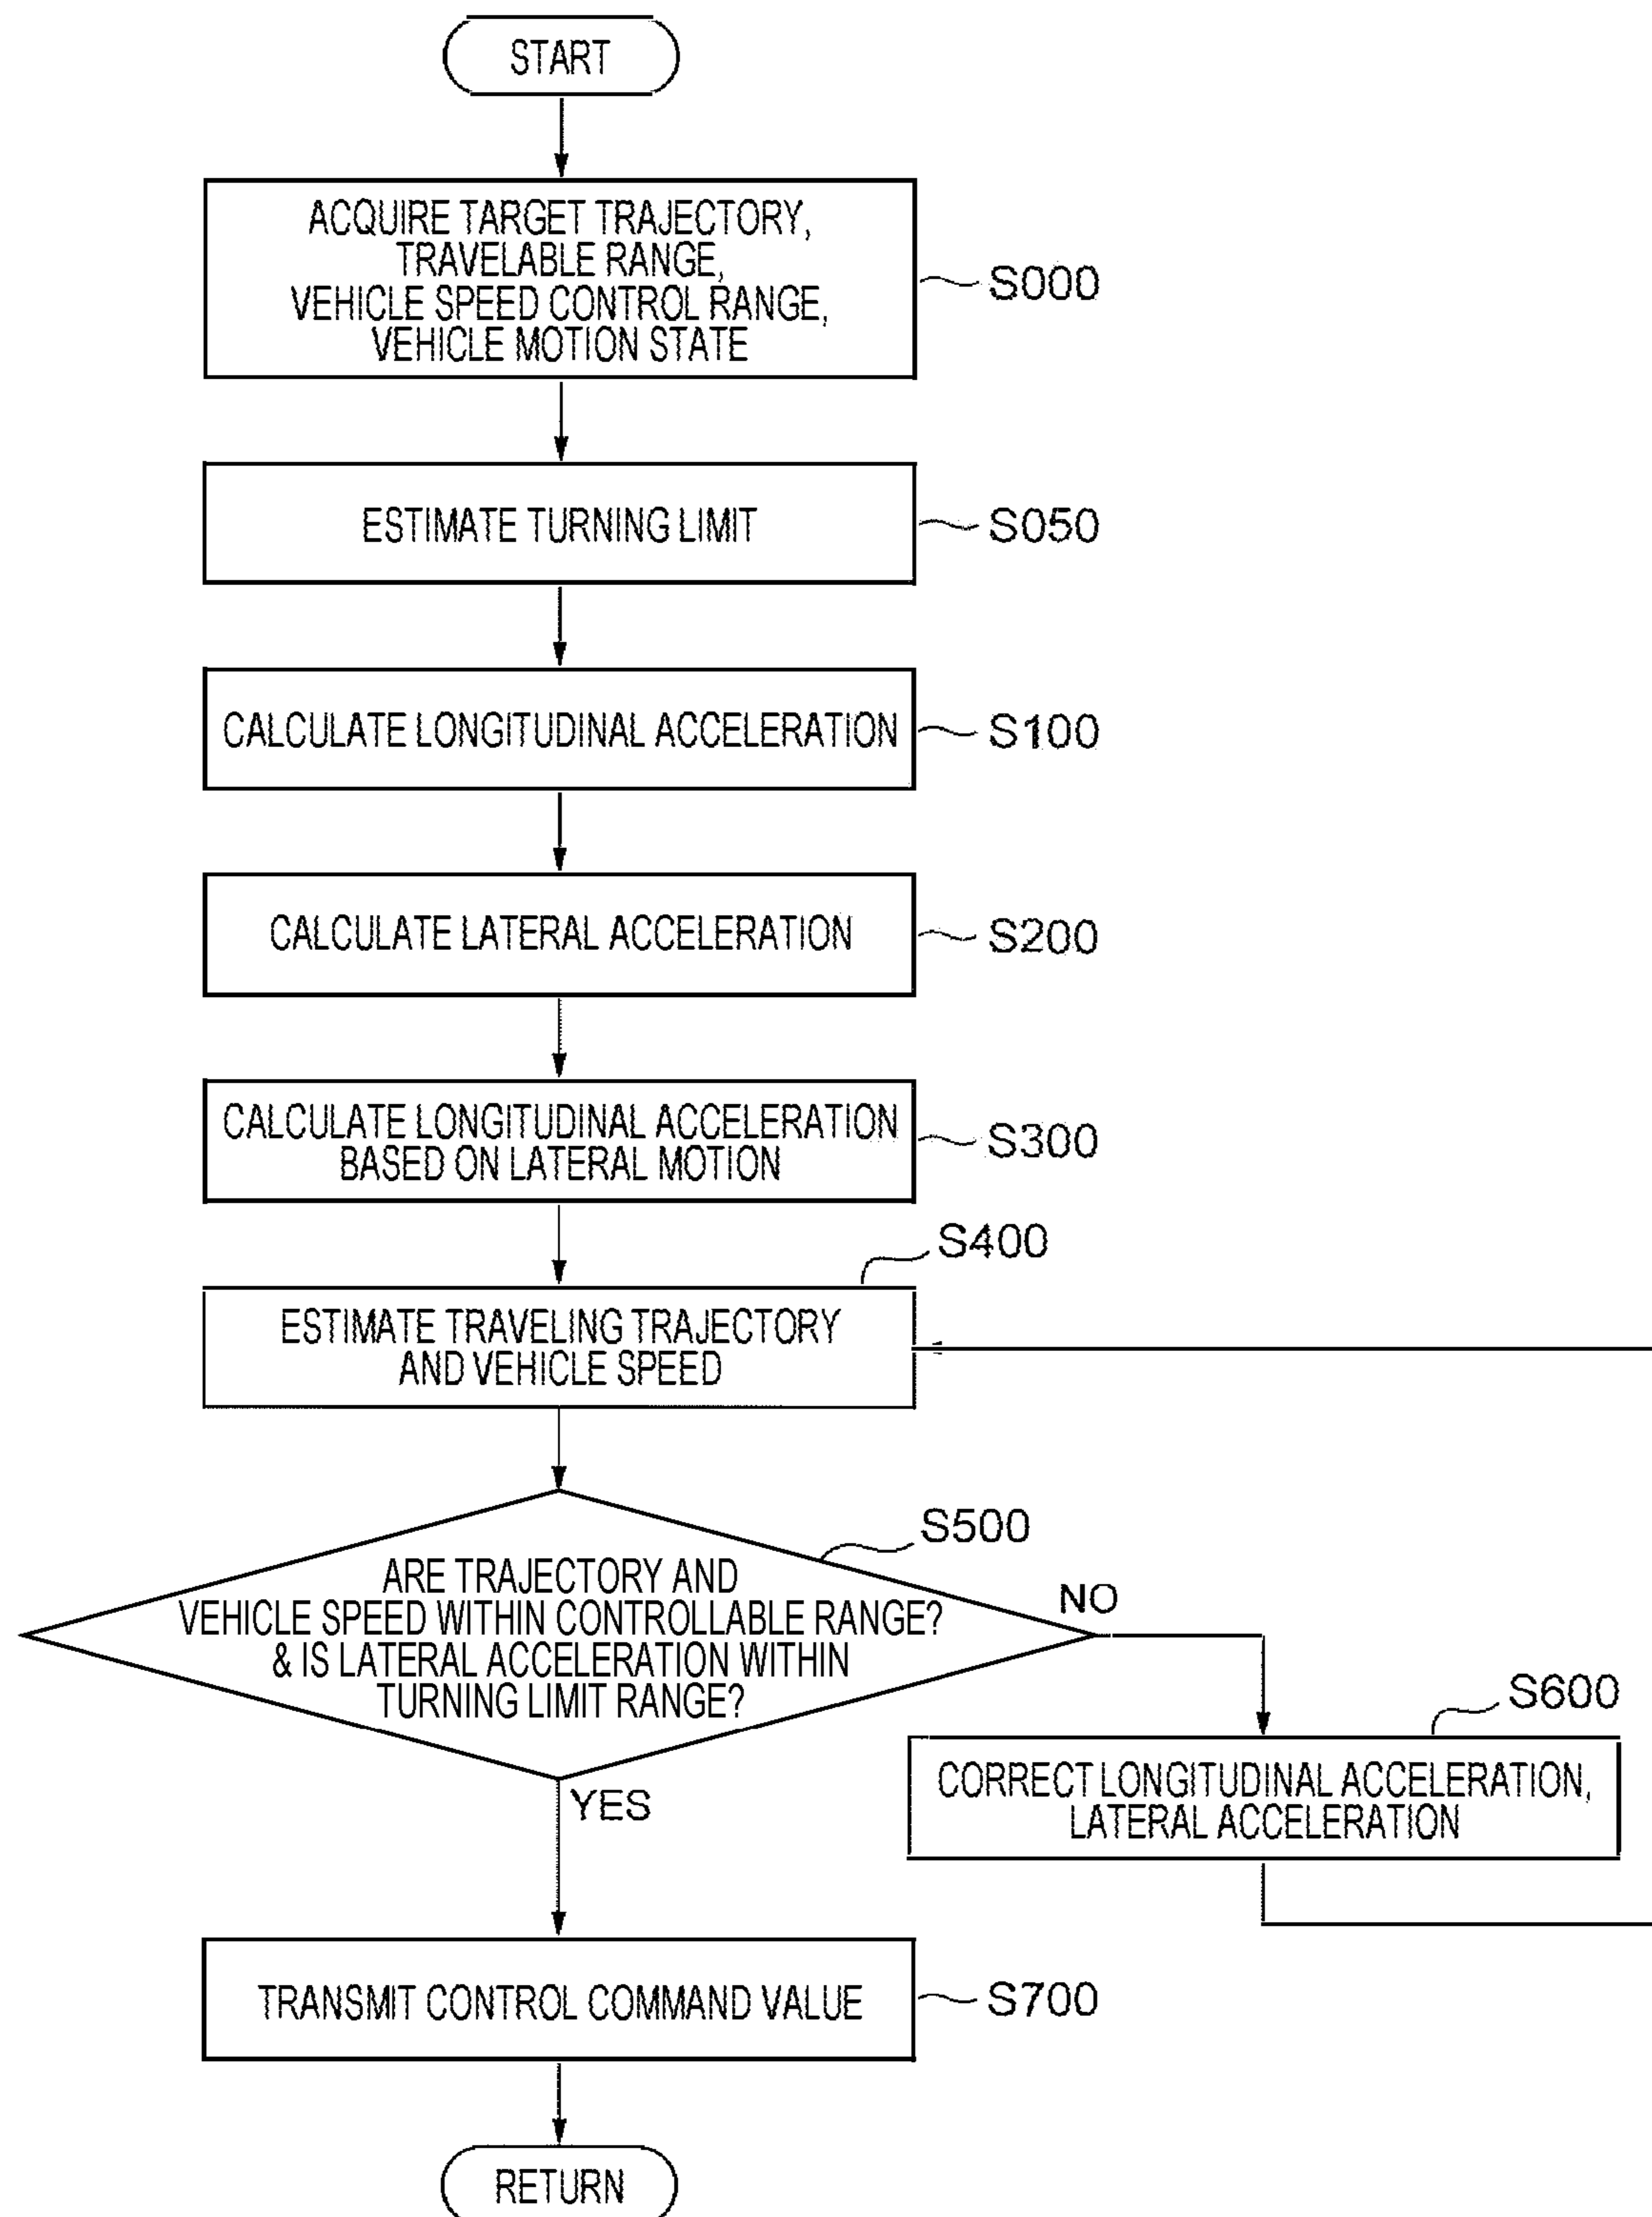 START
ACQUIRE TARGET TRAJECTORY,
TRAVELABLE RANGE,
VEHICLE SPEED CONTROL RANGE,
VEHICLE MOTION STATE
S000
ESTIMATE TURNING LIMIT
S050
CALCULATE LONGITUDINAL ACCELERATION
S100
CALCULATE LATERAL ACCELERATION
S200
CALCULATE LONGITUDINAL ACCELERATION
BASED ON LATERAL MOTION
S300
S400
ESTIMATE TRAVELING TRAJECTORY
AND VEHICLE SPEED
S500
ARE TRAJECTORY AND
VEHICLE SPEED WITHIN CONTROLLABLE RANGE?
& IS LATERAL ACCELERATION WITHIN
TURNING LIMIT RANGE?
NO
S600
CORRECT LONGITUDINAL ACCELERATION,
LATERAL ACCELERATION
YES
TRANSMIT CONTROL COMMAND VALUE
S700
RETURN